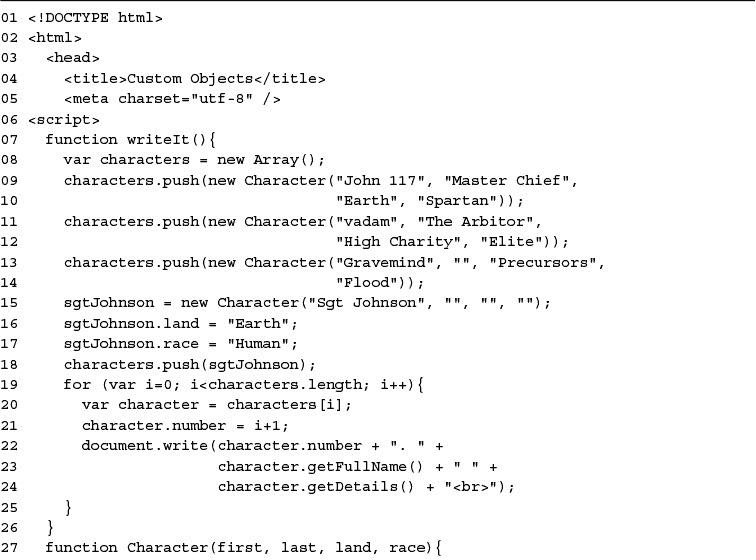 01 <!DOCTYPE html>
02 <html>
03   <head>
04     <title>Custom Objects</title>
05     <meta charset="utf-8" />
06 <script>
07   function writeIt(){
08     var characters = new Array();
09     characters.push(new Character("John 117", "Master Chief",
10                                   "Earth", "Spartan"));
11     characters.push(new Character("vadam", "The Arbitor",
12                                   "High Charity", "Elite"));
13     characters.push(new Character("Gravemind", "", "Precursors",
14                                   "Flood"));
15     sgtJohnson = new Character("Sgt Johnson", "", "", "");
16     sgtJohnson.land = "Earth";
17     sgtJohnson.race = "Human";
18     characters.push(sgtJohnson);
19     for (var i=0; i<characters.length; i++){
20       var character = characters[i];
21       character.number = i+1;
22       document.write(character.number + ". " +
23                      character.getFullName() + " " +
24                      character.getDetails() + "<br>");
25     }
26   }
27   function Character(first, last, land, race){